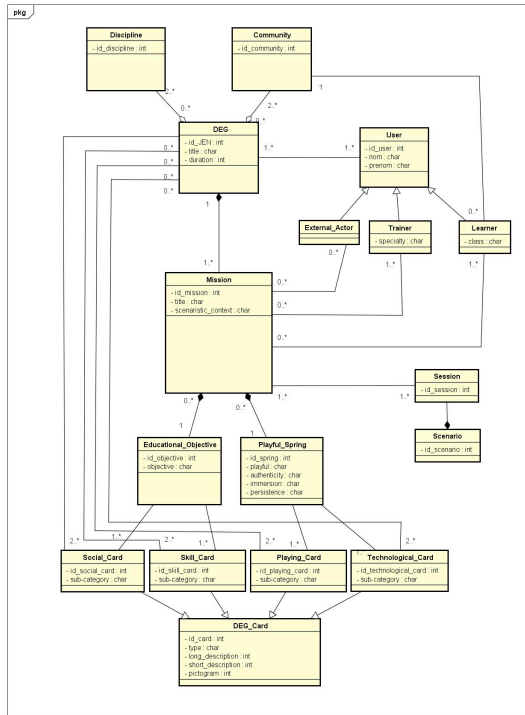 pkg
Discipline
- id_discipline : int
Community
- id_community : int
2..*
0..*
2..*
0..*
1
DEG
- id_JEN : int
- title : char
- duration : int
0..*
0..*
0..*
0..*
1..*
1..*
User
- id_user : int
- nom : char
- prenom : char
1
External_Actor
Trainer
- specialty : char
Learner
- class : char
0..*
0..*
1..*
1..*
1..*
Mission
- id_mission : int
- title : char
- scenaristic_context : char
0..*
0..*
0..*
Session
- id_session : int
1..*
1..*
0..*
0..*
Scenario
- id_scenario : int
1
1
Educational_Objective
- id_objective : int
- objective : char
Playful_Spring
- id_spring : int
- playful : char
- authenticity : char
- immersion : char
- persistence : char
2..*
1..*
2..*
1..*
2..*
1..*
2..*
Social_Card
- id_social_card : int
- sub-category : char
Skill_Card
- id_skill_card : int
- sub-category : char
Playing_Card
- id_playing_card : int
- sub-category : char
Technological_Card
- id_technological_card : int
- sub-category : char
DEG_Card
- id_card : int
- type : char
- long_description : int
- short_description : int
- pictogram : int